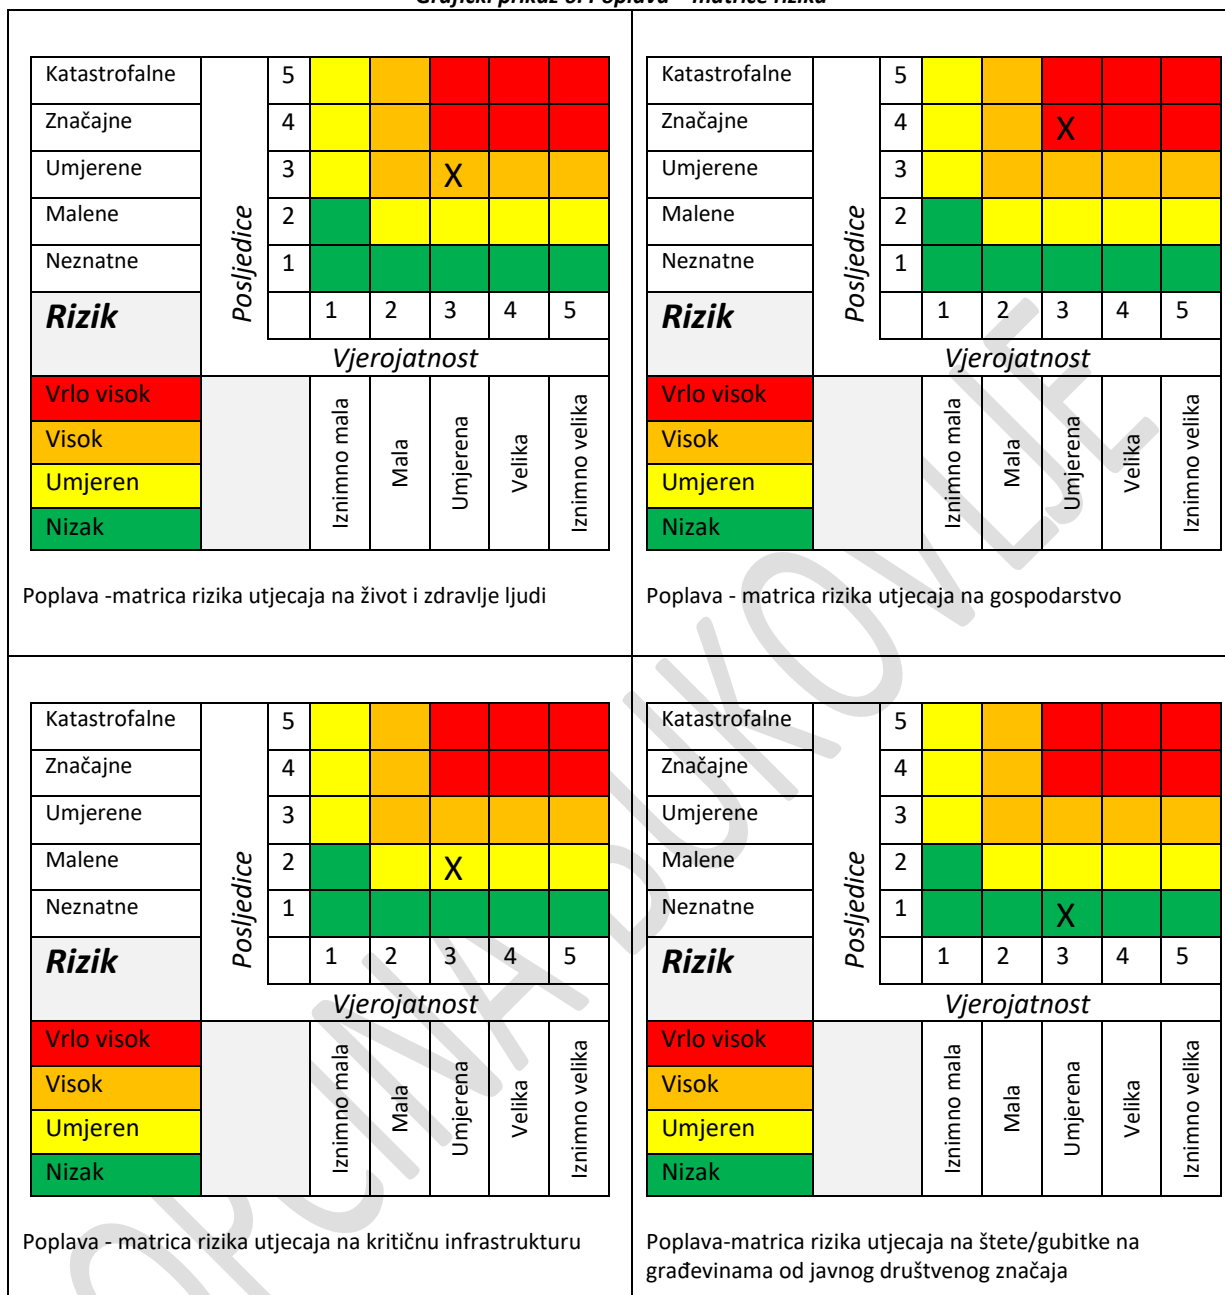 Grafički prikaz 8. Poplava – matrice rizika
Katastrofalne 5
Značajne 4
Umjerene 3 X
Malene 2
Neznatne 1
Posljedice
Rizik 1 2 3 4 5
Vjerojatnost
Vrlo visok
Visok
Umjeren
Nizak
Iznimno mala
Mala
Umjerena
Velika
Iznimno velika
Poplava -matrica rizika utjecaja na život i zdravlje ljudi
Katastrofalne 5
Značajne 4 X
Umjerene 3
Malene 2
Neznatne 1
Posljedice
Rizik 1 2 3 4 5
Vjerojatnost
Vrlo visok
Visok
Umjeren
Nizak
Iznimno mala
Mala
Umjerena
Velika
Iznimno velika
Poplava - matrica rizika utjecaja na gospodarstvo
Katastrofalne 5
Značajne 4
Umjerene 3
Malene 2 X
Neznatne 1
Posljedice
Rizik 1 2 3 4 5
Vjerojatnost
Vrlo visok
Visok
Umjeren
Nizak
Iznimno mala
Mala
Umjerena
Velika
Iznimno velika
Poplava - matrica rizika utjecaja na kritičnu infrastrukturu
Katastrofalne 5
Značajne 4
Umjerene 3
Malene 2
Neznatne 1 X
Posljedice
Rizik 1 2 3 4 5
Vjerojatnost
Vrlo visok
Visok
Umjeren
Nizak
Iznimno mala
Mala
Umjerena
Velika
Iznimno velika
Poplava-matrica rizika utjecaja na štete/gubitke na
građevinama od javnog društvenog značaja
OPĆINA ĐUKOVLJE